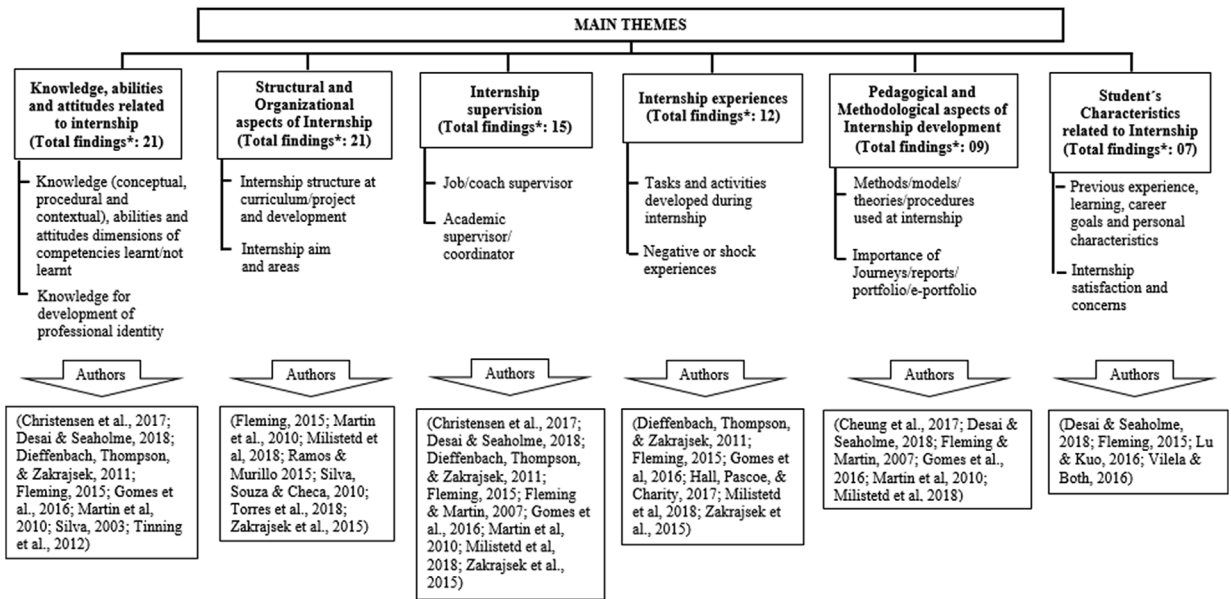 MAIN THEMES
Knowledge, abilities
and attitudes related
to internship
(Total findings*: 21)
Knowledge (conceptual,
procedural and
contextual), abilities and
attitudes dimensions of
competencies learnt/not
learnt
Knowledge for
development of
professional identity
Authors
(Christensen et al., 2017;
Desai & Seaholme, 2018;
Dieffenbach, Thompson,
& Zakrajsek, 2011;
Fleming, 2015; Gomes et
al., 2016; Martin et al,
2010; Silva, 2003; Tinning
et al., 2012)
Structural and
Organizational
aspects of Internship
(Total findings*: 21)
Internship structure at
curriculum/project
and development
Internship aim
and areas
Authors
(Fleming, 2015; Martin
et al., 2010; Milistetd et
al, 2018; Ramos &
Murillo 2015; Silva,
Souza & Checa, 2010;
Torres et al., 2018;
Zakrajsek et al., 2015)
Internship
supervision
(Total findings*: 15)
Job/coach supervisor
Academic
supervisor/
coordinator
Authors
(Christensen et al., 2017;
Desai & Seaholme, 2018;
Dieffenbach, Thompson,
& Zakrajsek, 2011;
Fleming, 2015; Fleming
& Martin, 2007; Gomes
et al., 2016; Martin et al,
2010; Milistetd et al,
2018; Zakrajsek et al.,
2015)
Internship experiences
(Total findings*: 12)
Tasks and activities
developed during
internship
Negative or shock
experiences
Authors
(Dieffenbach, Thompson,
& Zakrajsek, 2011;
Fleming, 2015; Gomes et
al, 2016; Hall, Pascoe, &
Charity, 2017; Milistetd
et al, 2018; Zakrajsek et
al., 2015)
Pedagogical and
Methodological aspects of
Internship development
(Total findings*: 09)
Methods/models/
theories/procedures
used at internship
Importance of
Journeys/reports/
portfolio/e-portfolio
Authors
(Cheung et al., 2017; Desai
& Seaholme, 2018; Fleming
& Martin, 2007; Gomes et al.,
2016; Martin et al, 2010;
Milistetd et al. 2018)
Student´s
Characteristics
related to Internship
(Total findings*: 07)
Previous experience,
learning, career
goals and personal
characteristics
Internship
satisfaction and
concerns
Authors
(Desai & Seaholme,
2018; Fleming, 2015; Lu
& Kuo, 2016; Vilela &
Both, 2016)